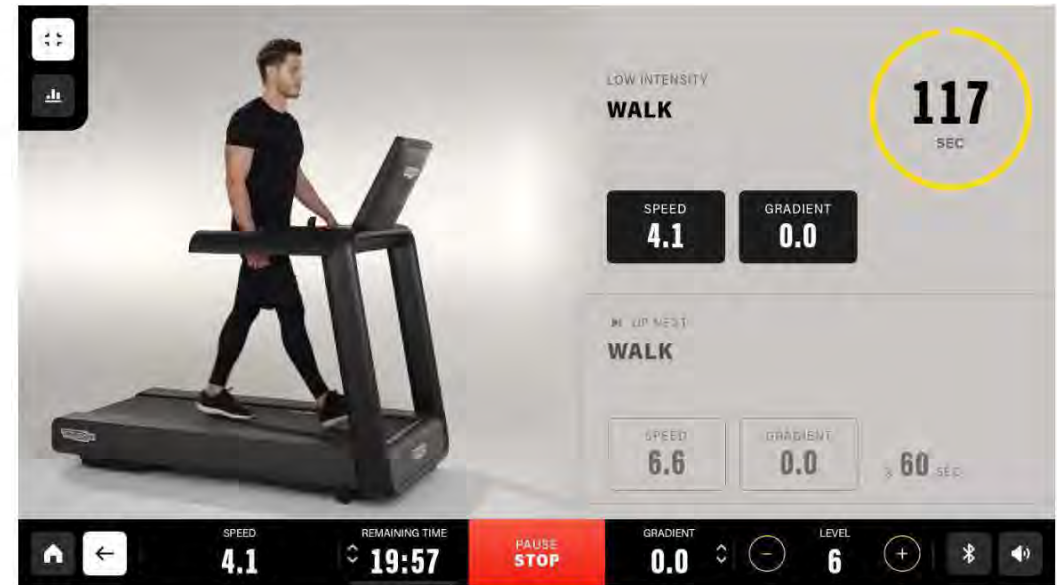 LOW INTENSITY
WALK
117
SEC
SPEED
4.1
GRADIENT
0.0
UP NEXT
WALK
SPEED
6.6
GRADIENT
0.0
x 60 SEC
SPEED
4.1
REMAINING TIME
19:57
PAUSE
STOP
GRADIENT
0.0
LEVEL
6